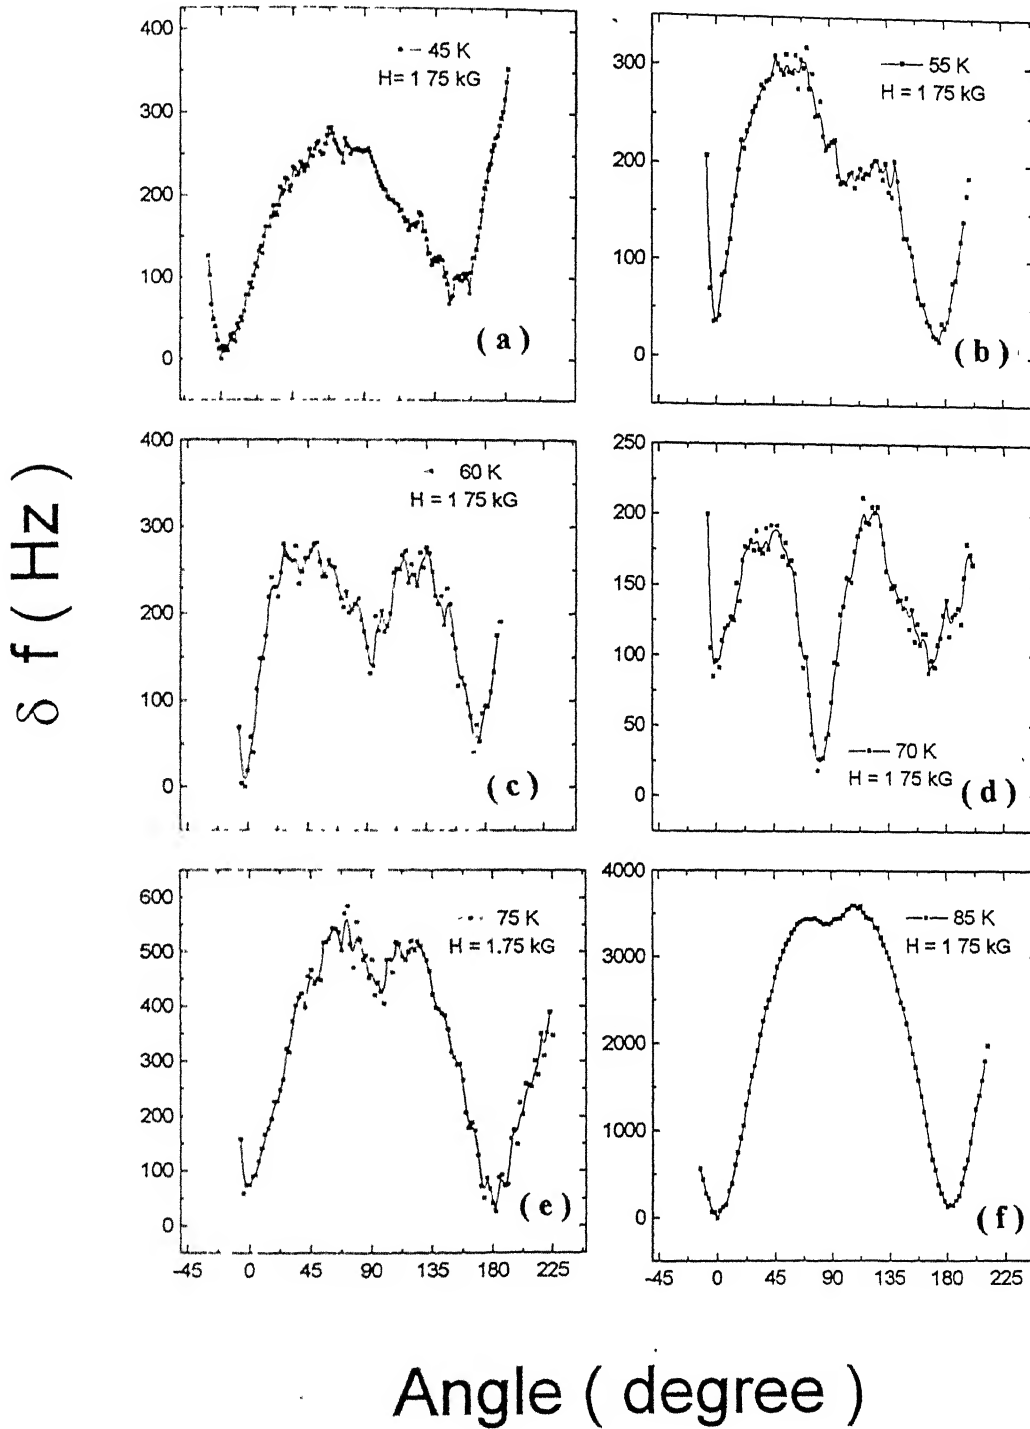 400
300
200
100
0
45 K
H= 1 75 kG
( a )
300
200
100
0
55 K
H = 1 75 kG
( b )
400
300
200
100
0
60 K
H = 1 75 kG
( c )
250
200
150
100
50
0
70 K
H = 1 75 kG
( d )
600
500
400
300
200
100
0
75 K
H = 1.75 kG
( e )
-45 0 45 90 135 180 225
4000
3000
2000
1000
0
85 K
H = 1 75 kG
( f )
-45 0 45 90 135 180 225
δ f ( Hz )
Angle ( degree )